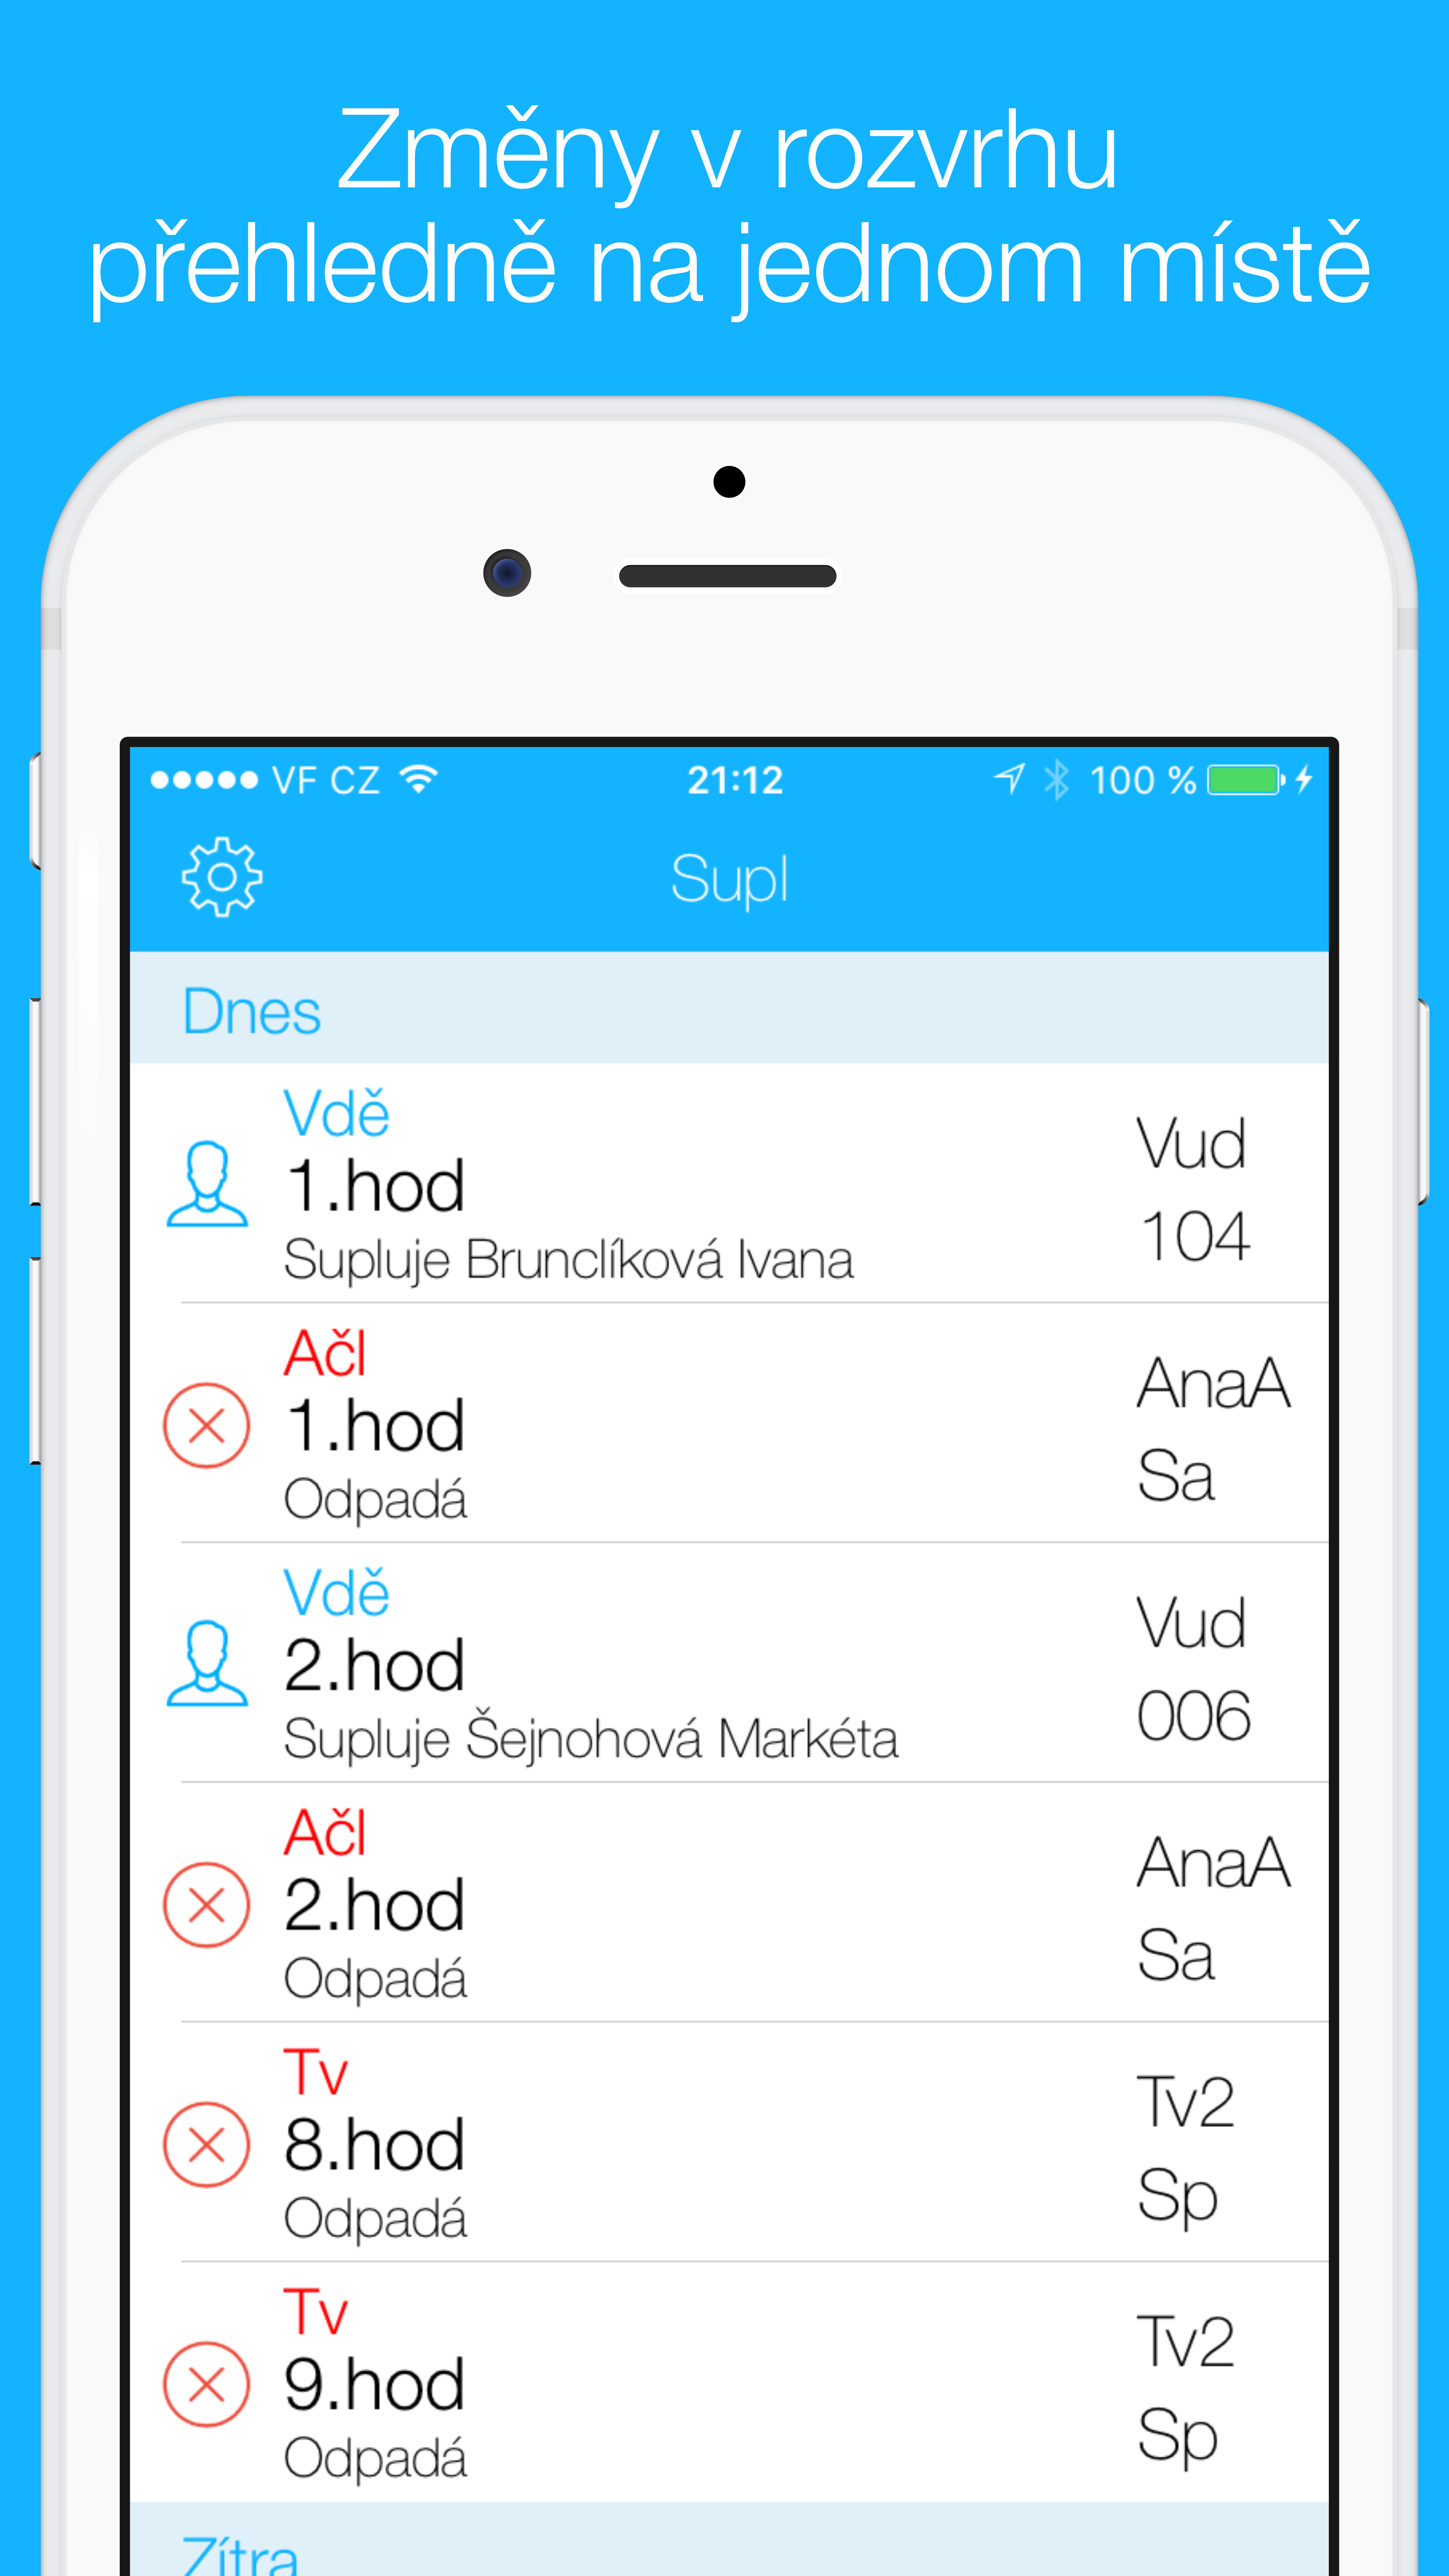 Změny v rozvrhu
přehledně na jednom místě
VF CZ 21:12 100 %
Supl
Dnes
Vdě
1.hod
Supluje Brunclíková Ivana
Vud
104
Ačl
1.hod
Odpadá
AnaA
Sa
Vdě
2.hod
Supluje Šejnohová Markéta
Vud
006
Ačl
2.hod
Odpadá
AnaA
Sa
Tv
8.hod
Odpadá
Tv2
Sp
Tv
9.hod
Odpadá
Tv2
Sp
Zítra